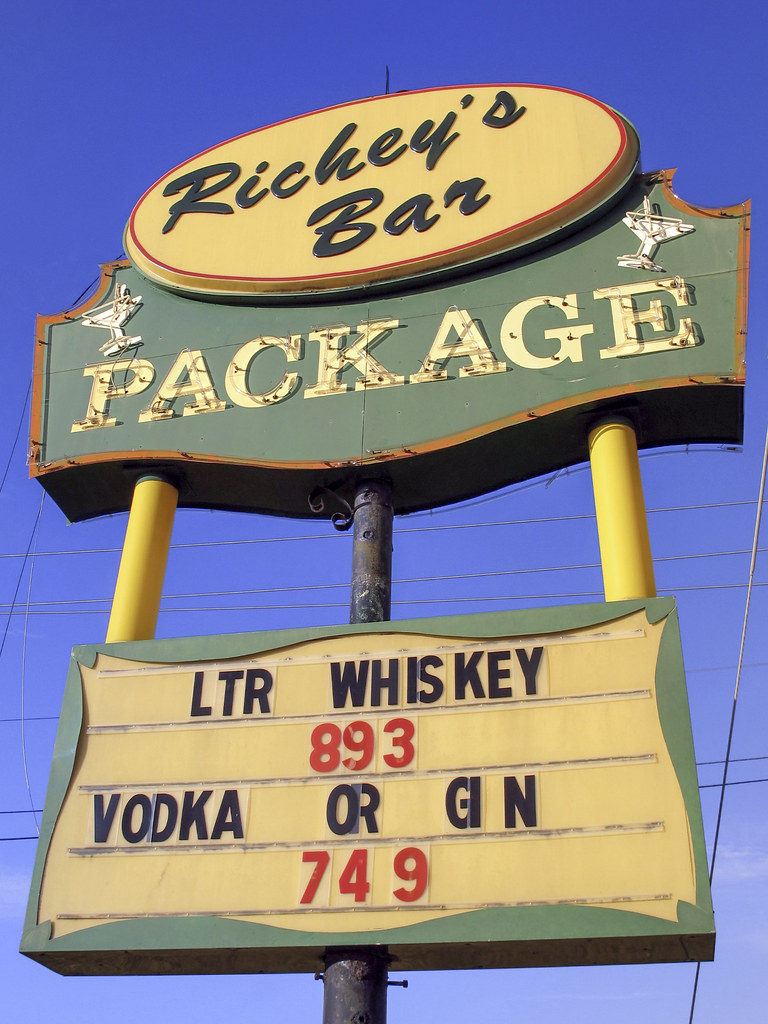 Richey's
Bar
PACKAGE
LTR WHISKEY
893
VODKA OR GIN
749